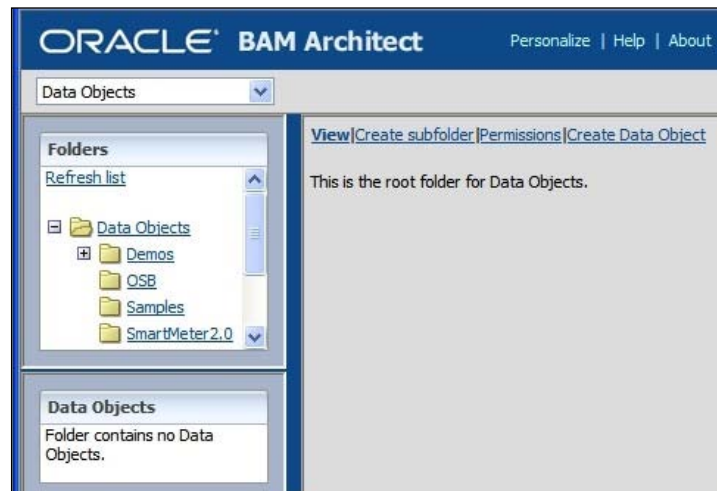 ORACLE BAM Architect
Personalize | Help | About
Data Objects
Folders
Refresh list
Data Objects
Demos
OSB
Samples
SmartMeter2.0
Data Objects
Folder contains no Data
Objects.
View|Create subfolder|Permissions|Create Data Object
This is the root folder for Data Objects.